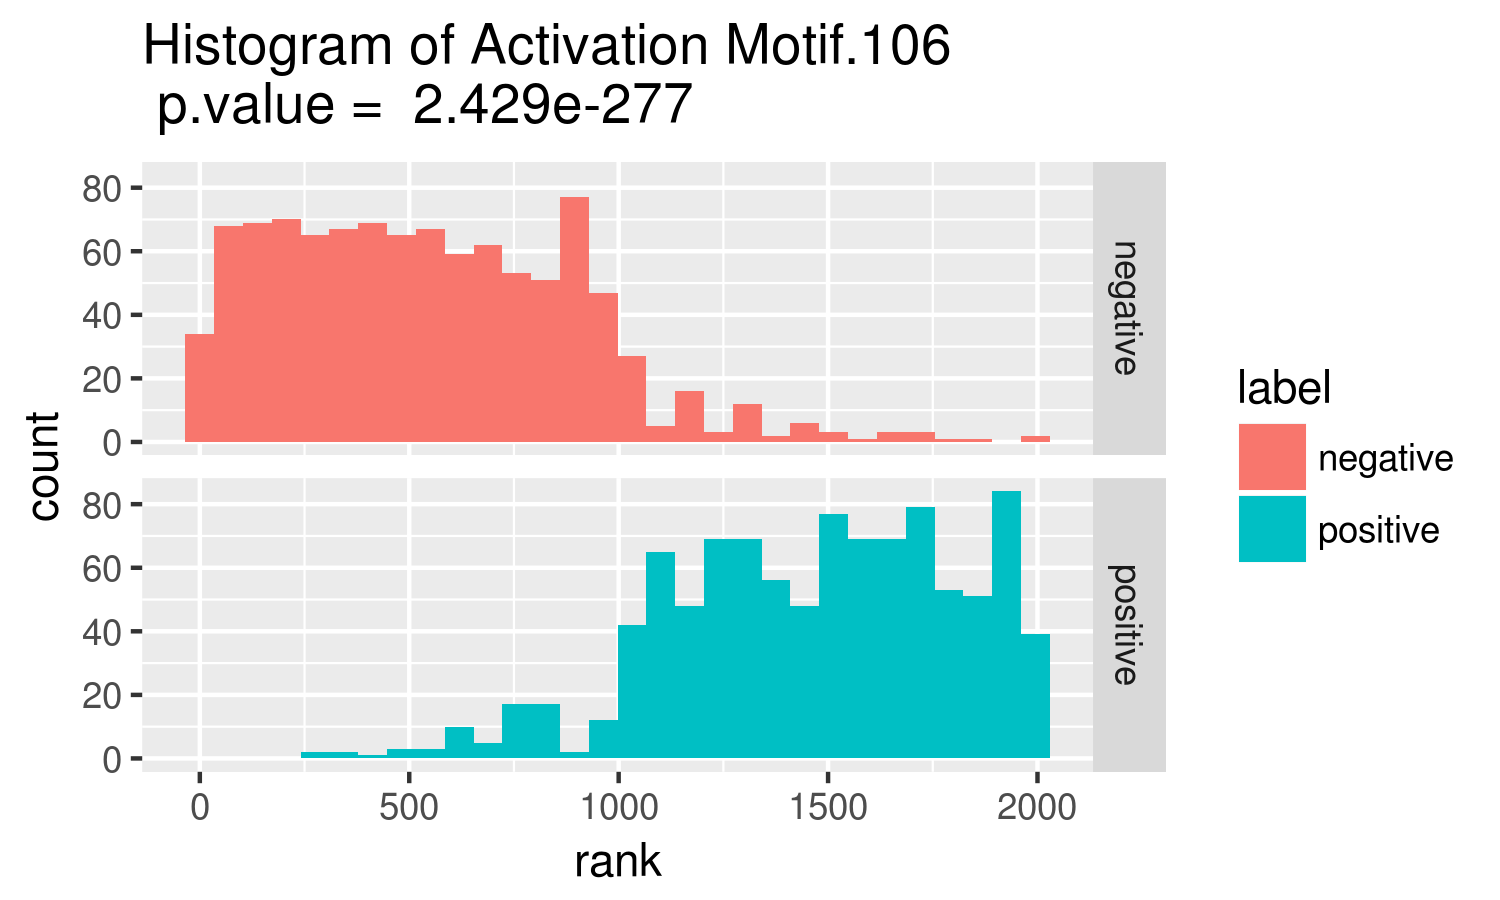 Histogram of Activation Motif.106
p.value = 2.429e-277
80
60
40
20
0
negative
80
60
40
20
0
positive
count
0 500 1000 1500 2000
rank
label
negative
positive